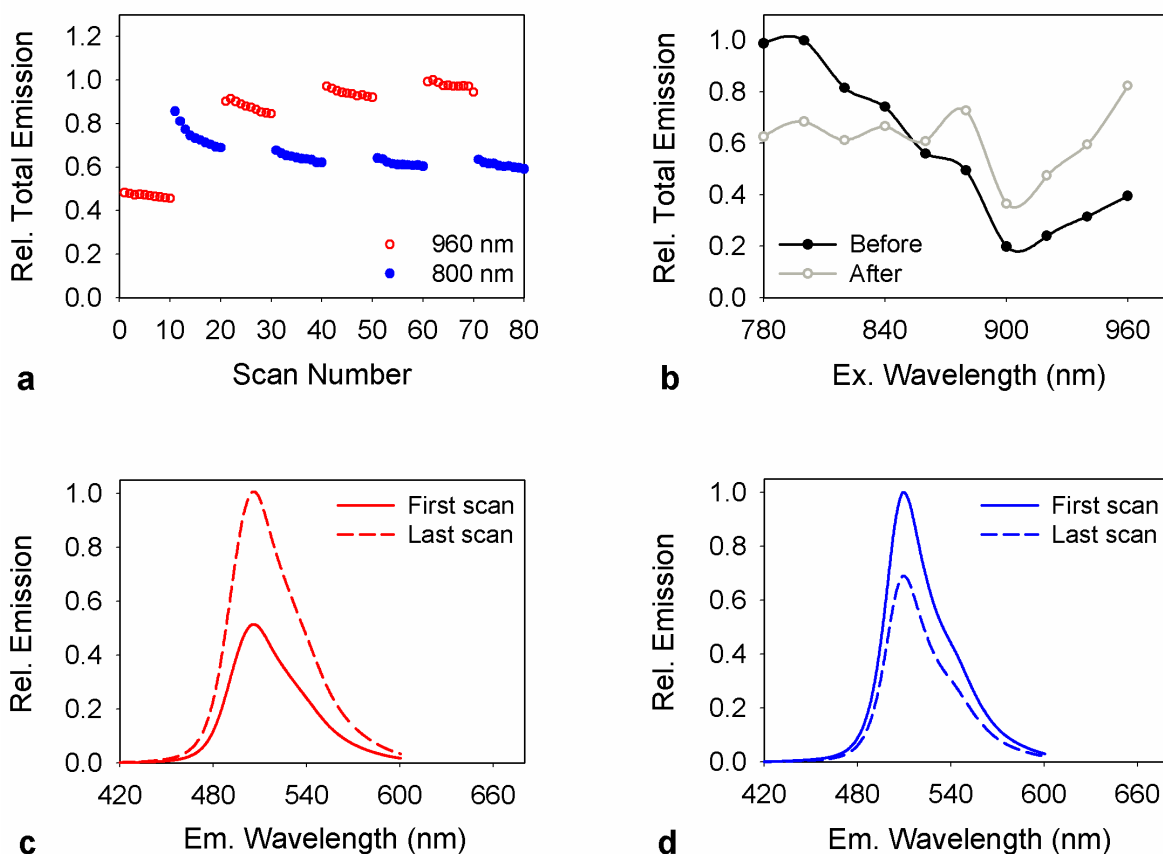 Rel. Total Emission
1.2
1.0
0.8
0.6
0.4
0.2
0.0
960 nm
800 nm
0 10 20 30 40 50 60 70 80
Scan Number
a
Rel. Total Emission
1.0
0.8
0.6
0.4
0.2
0.0
Before
After
780 840 900 960
Ex. Wavelength (nm)
b
Rel. Emission
1.0
0.8
0.6
0.4
0.2
0.0
First scan
Last scan
420 480 540 600 660
Em. Wavelength (nm)
c
Rel. Emission
1.0
0.8
0.6
0.4
0.2
0.0
First scan
Last scan
420 480 540 600 660
Em. Wavelength (nm)
d